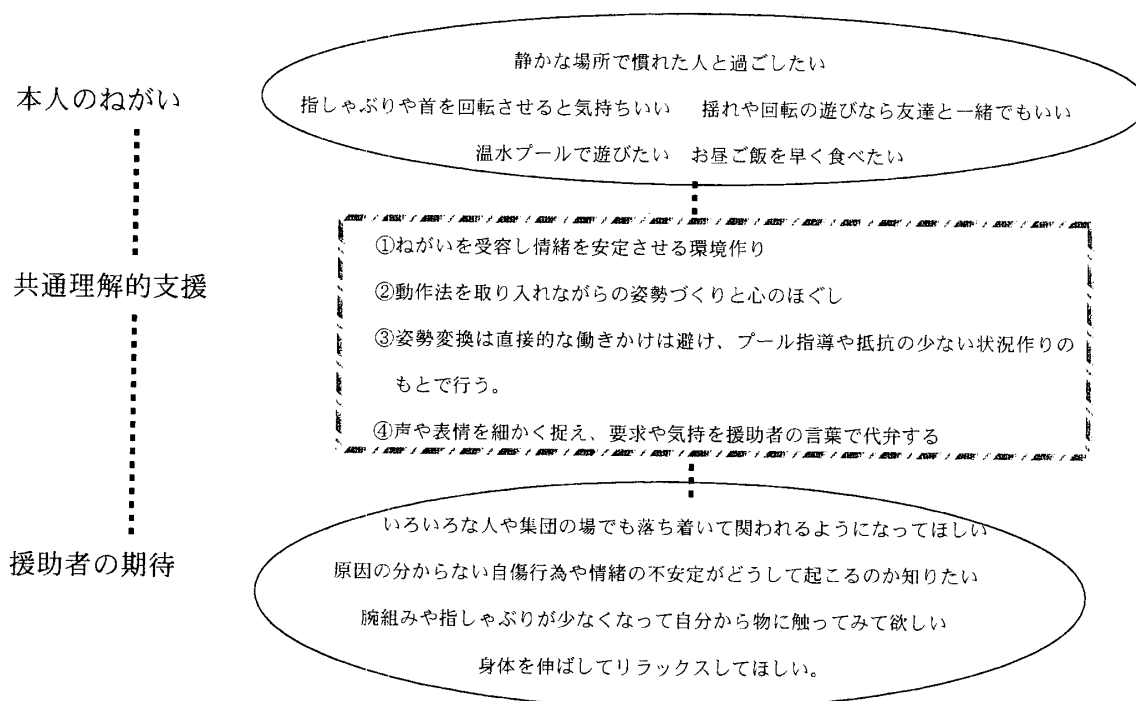 本人のねがい
静かな場所で慣れた人と過ごしたい
指しゃぶりや首を回転させると気持ちいい　揺れや回転の遊びなら友達と一緒でもいい
温水プールで遊びたい　お昼ご飯を早く食べたい
共通理解的支援
①ねがいを受容し情緒を安定させる環境作り
②動作法を取り入れながらの姿勢づくりと心のほぐし
③姿勢変換は直接的な働きかけは避け、プール指導や抵抗の少ない状況作りの
もとで行う。
④声や表情を細かく捉え、要求や気持を援助者の言葉で代弁する
援助者の期待
いろいろな人や集団の場でも落ち着いて関われるようになってほしい
原因の分からない自傷行為や情緒の不安定がどうして起こるのか知りたい
腕組みや指しゃぶりが少なくなって自分から物に触ってみて欲しい
身体を伸ばしてリラックスしてほしい。